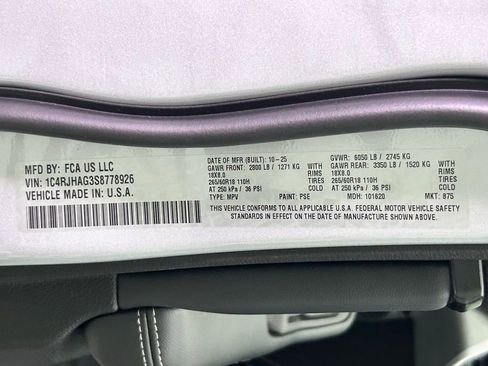 MFD BY: FCA US LLC
VIN: 1C4RJHAG3S8778926
VEHICLE MADE IN: U.S.A.
DATE OF MFR (BUILT): 10-25
GAWR FRONT: 2800 LB / 1271 KG
18X8.0 RIMS
265/60R18 110H TIRES
AT 250 kPa / 36 PSI COLD
TYPE: MPV PAINT: PSE
GVWR: 6050 LB / 2745 KG
GAWR REAR: 3350 LB / 1520 KG
18X8.0 RIMS
265/60R18 110H TIRES
AT 250 kPa / 36 PSI COLD
MDH: 101620 MKT: 875
THIS VEHICLE CONFORMS TO ALL APPLICABLE U.S.A. FEDERAL MOTOR VEHICLE SAFETY
STANDARDS IN EFFECT ON THE DATE OF MANUFACTURE SHOWN ABOVE.